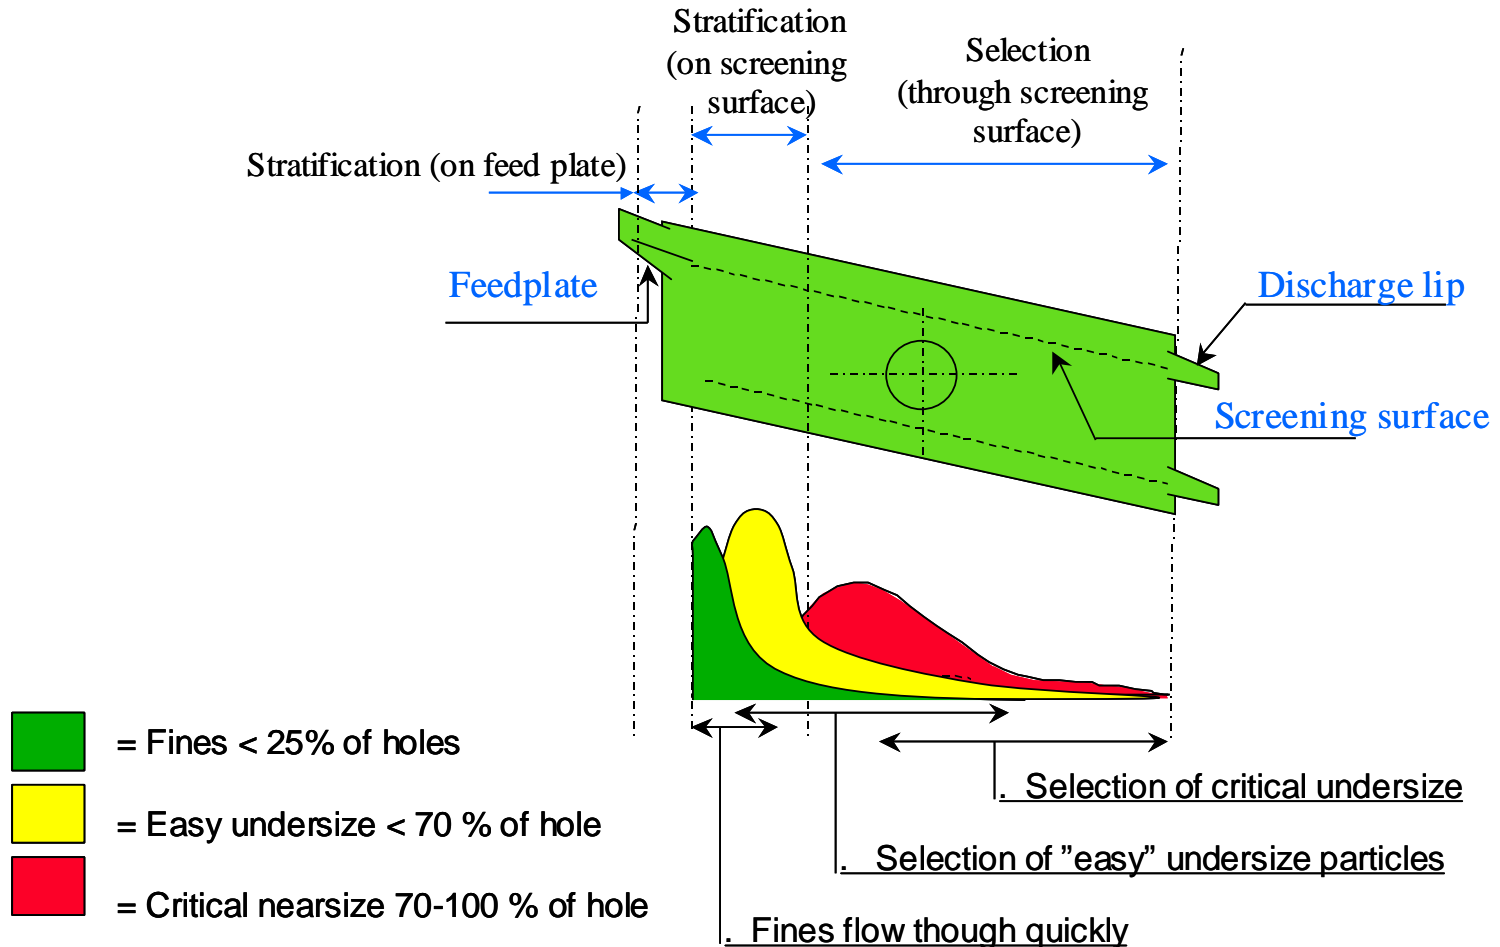 Stratification
(on screening
surface)
Selection
(through screening
surface)
Stratification (on feed plate)
Feedplate
Discharge lip
Screening surface
= Fines < 25% of holes
= Easy undersize < 70 % of hole
= Critical nearsize 70-100 % of hole
. Selection of critical undersize
. Selection of ”easy” undersize particles
. Fines flow though quickly